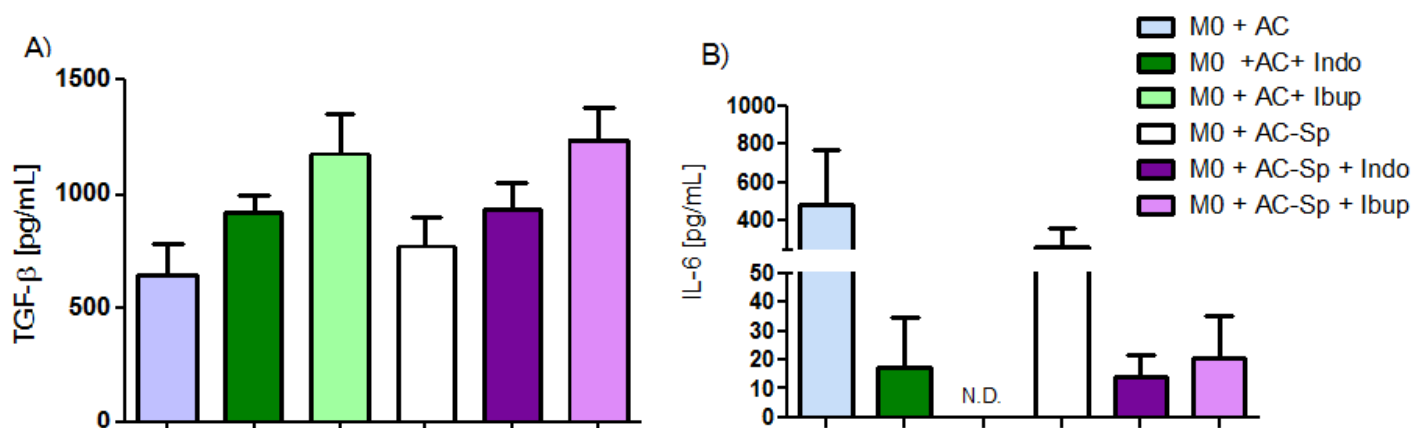 A)
1500
1000
500
0
TGF-β [pg/mL]
B)
1000
800
600
400
50
40
30
20
10
0
IL-6 [pg/mL]
N.D.
M0 + AC
M0 +AC+ Indo
M0 + AC+ Ibup
M0 + AC-Sp
M0 + AC-Sp + Indo
M0 + AC-Sp + Ibup